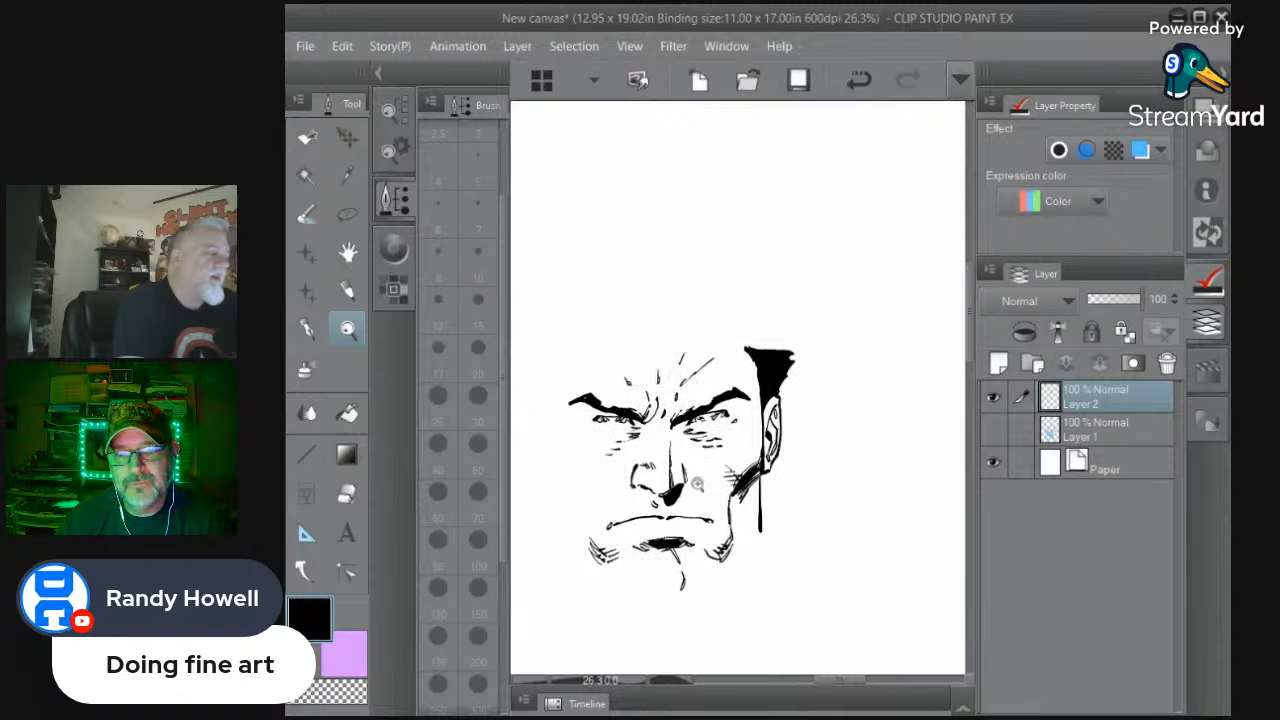 New canvas* (12.95 x 19.02in Binding size:11.00 x 17.00in 600dpi 26.3%) - CLIP STUDIO PAINT EX
Powered by
StreamYard
File Edit Story(P) Animation Layer Selection View Filter Window Help
Tool
Brush
Layer Property
Effect
Expression color
Color
Layer
Normal
100
100 % Normal
Layer 2
100 % Normal
Layer 1
Paper
Timeline
Randy Howell
Doing fine art